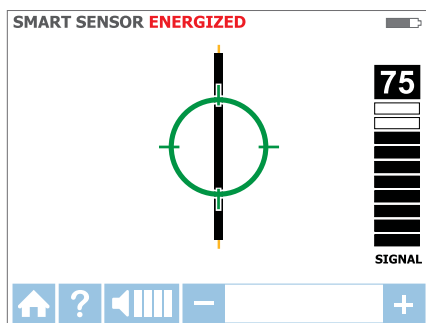 SMART SENSOR ENERGIZED
75
SIGNAL
? − +